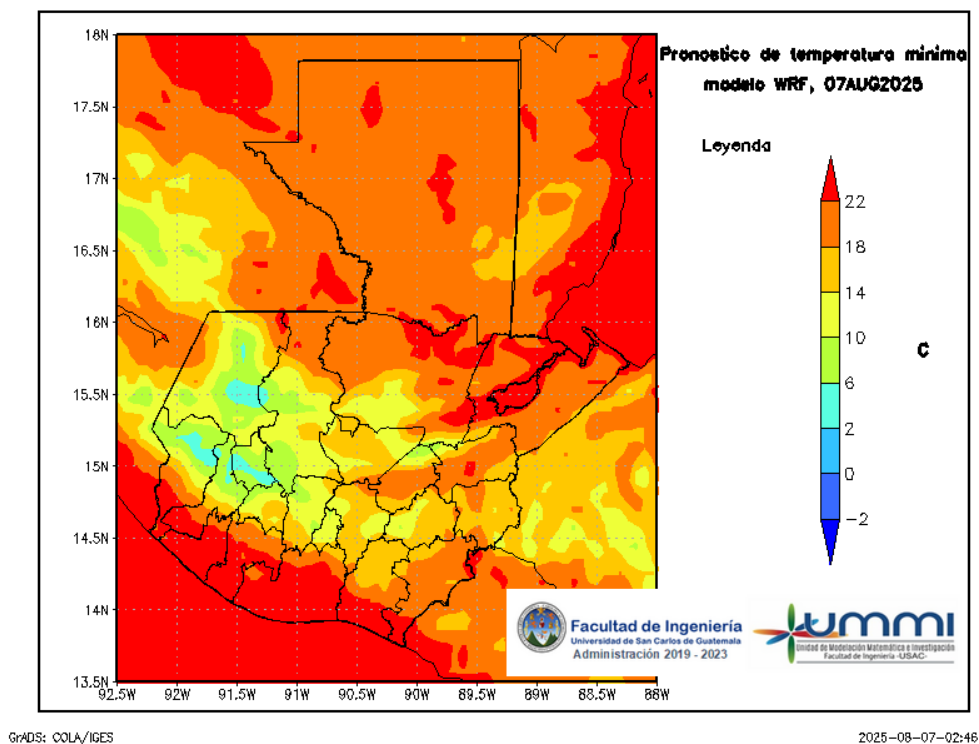 Pronostico de temperatura minima
modelo WRF, 07AUG2025
Leyenda
22
18
14
10
6
2
0
−2
C
18N
17.5N
17N
16.5N
16N
15.5N
15N
14.5N
14N
13.5N
92.5W 92W 91.5W 91W 90.5W 90W 89.5W 89W 88.5W 88W
Facultad de Ingeniería
Universidad de San Carlos de Guatemala
Administración 2019 - 2023
ummi
Unidad de Modelación Matemática e Investigación
Facultad de Ingeniería -USAC-
GrADS: COLA/IGES
2025-08-07-02:46